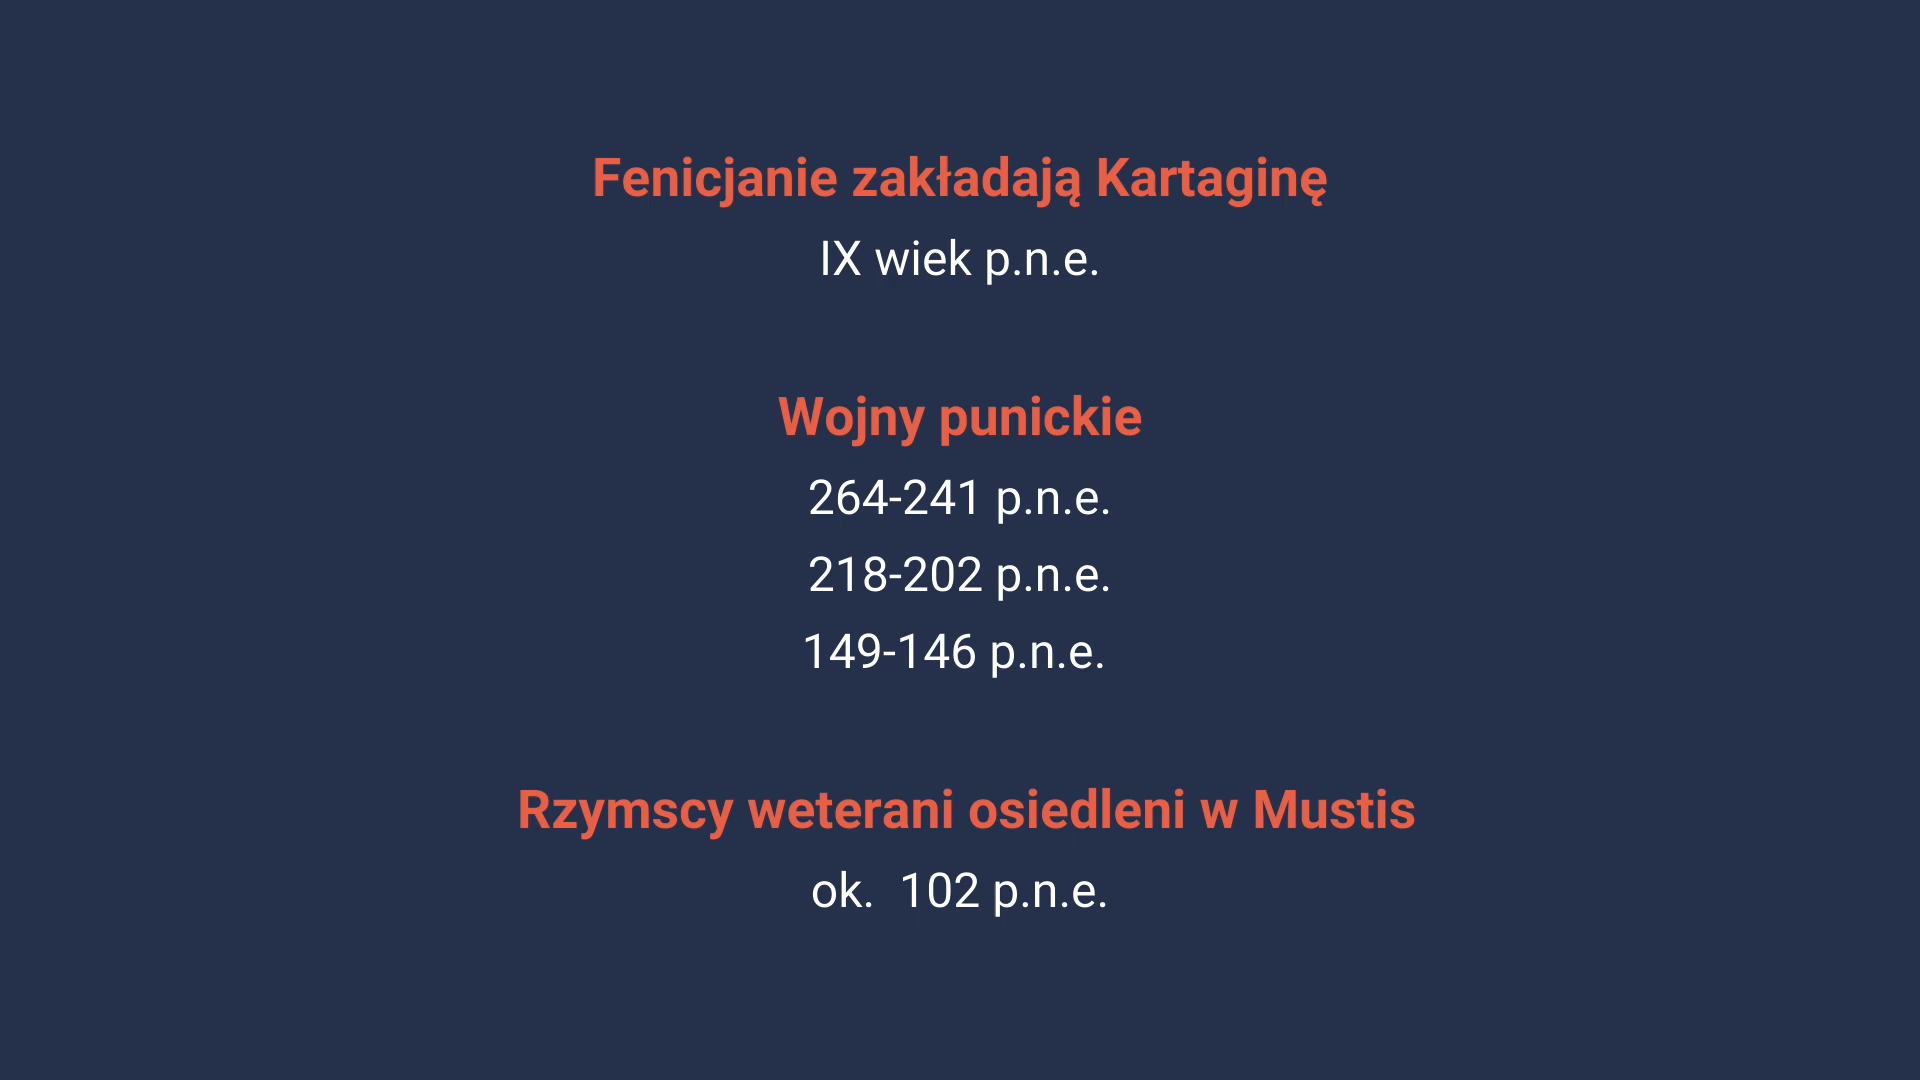 Fenicjanie zakładają Kartaginę
IX wiek p.n.e.
Wojny punickie
264-241 p.n.e.
218-202 p.n.e.
149-146 p.n.e.
Rzymscy weterani osiedleni w Mustis
ok.  102 p.n.e.